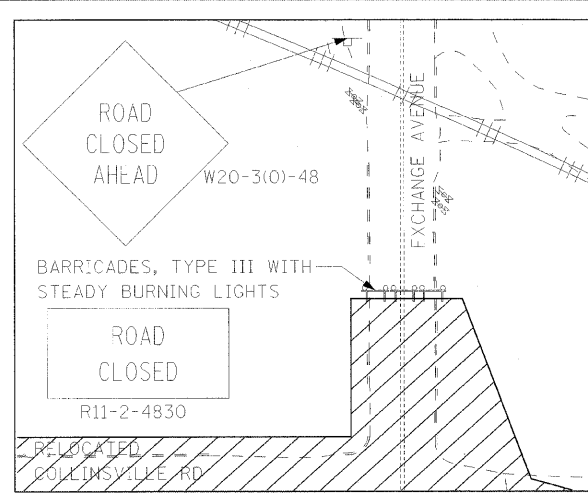 ROAD
CLOSED
AHEAD
W20-3(O)-48
EXCHANGE AVENUE
BARRICADES, TYPE III WITH
STEADY BURNING LIGHTS
ROAD
CLOSED
R11-2-4830
RELOCATED
COLLINSVILLE RD